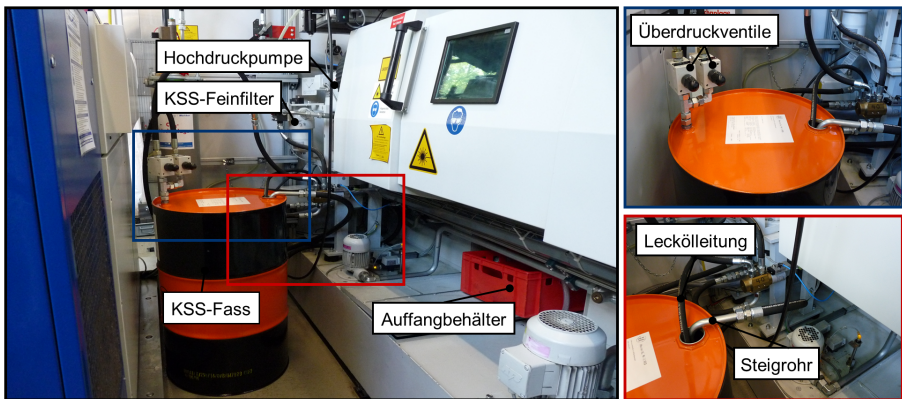 Hochdruckpumpe
KSS-Feinfilter
KSS-Fass
Auffangbehälter
Überdruckventile
Leckölleitung
Steigrohr